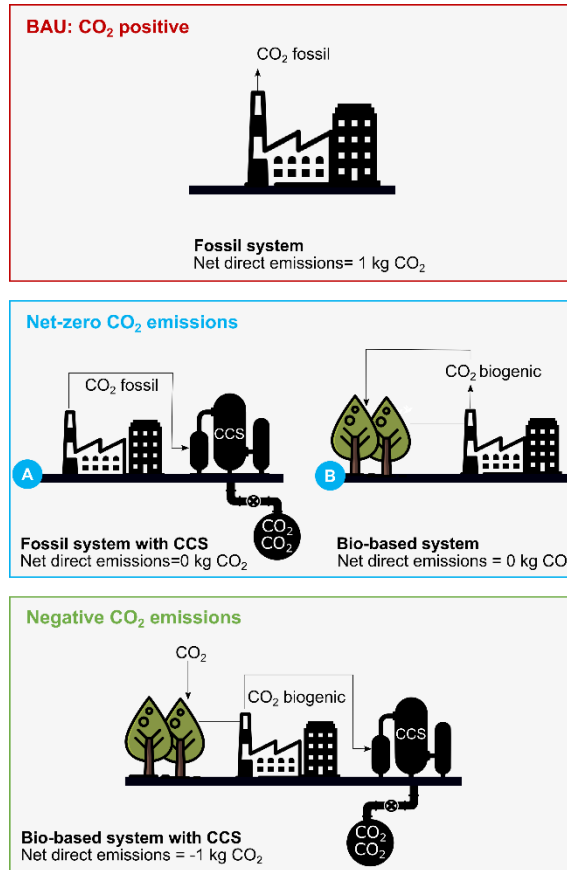 BAU: CO₂ positive
CO₂ fossil
Fossil system
Net direct emissions= 1 kg CO₂
Net-zero CO₂ emissions
CO₂ fossil
CCS
A
CO₂
CO₂
Fossil system with CCS
Net direct emissions=0 kg CO₂
CO₂ biogenic
B
Bio-based system
Net direct emissions = 0 kg CO
Negative CO₂ emissions
CO₂
CO₂ biogenic
CCS
CO₂
CO₂
Bio-based system with CCS
Net direct emissions = -1 kg CO₂